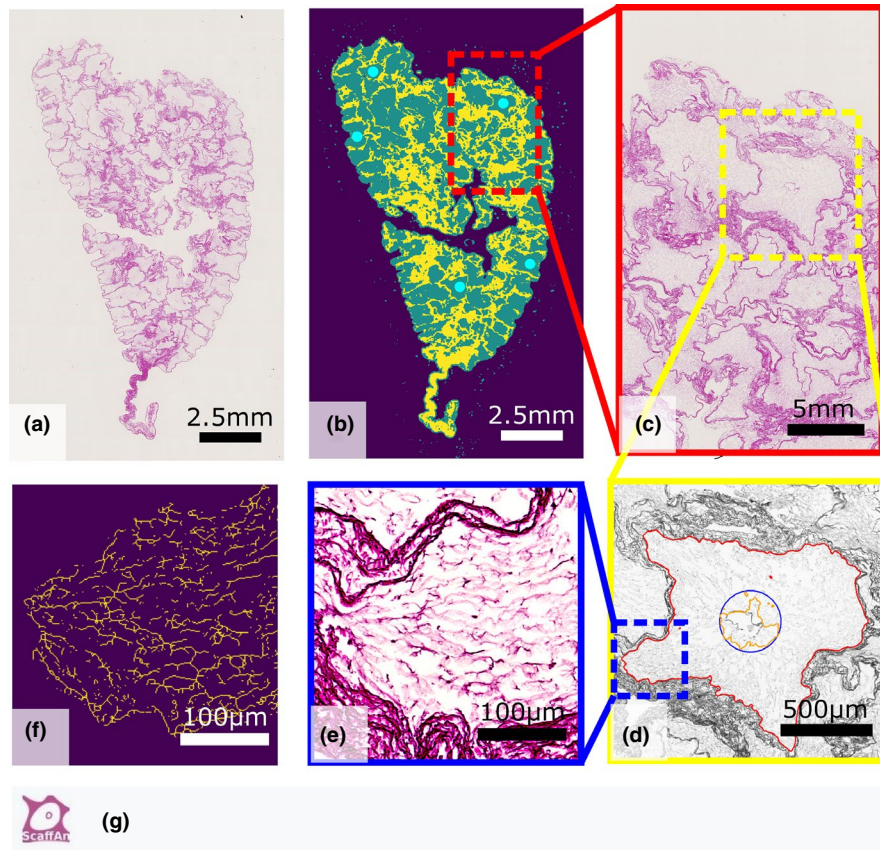 (a)
2.5mm
(b)
2.5mm
(c)
5mm
(f)
100μm
(e)
100μm
(d)
500μm
ScaffAn
(g)